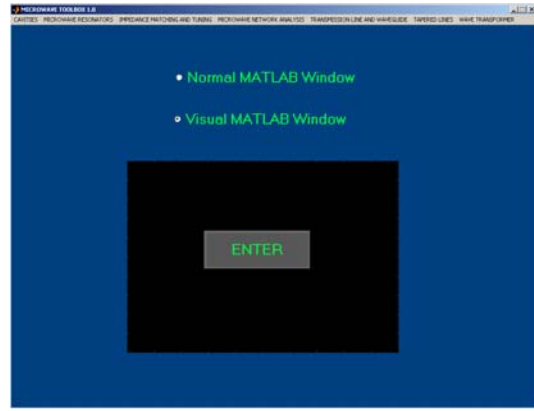 MICROWAVE TOOLBOX 1.0
CAVITIES MICROWAVE RESONATORS IMPEDANCE MATCHING AND TUNING MICROWAVE NETWORK ANALYSIS TRANSMISSION LINE AND WAVEGUIDE TAPERED LINES WAVE TRANSFORMER
Normal MATLAB Window
Visual MATLAB Window
ENTER